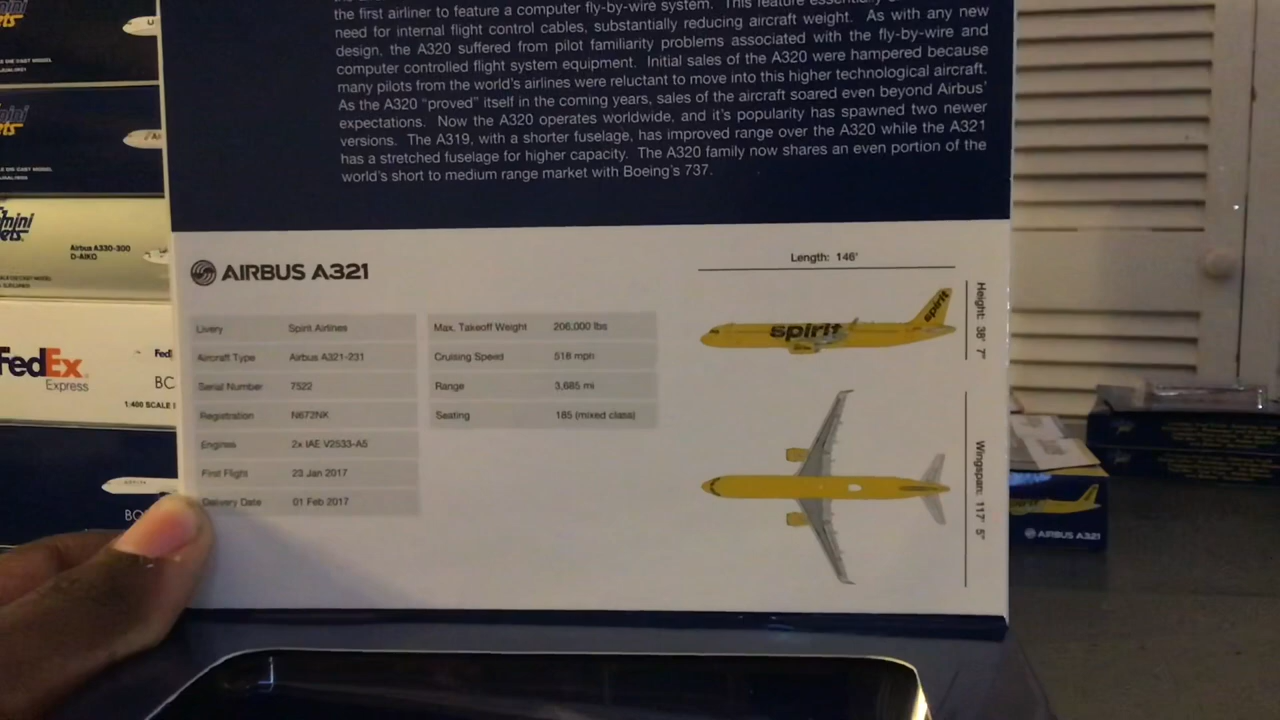 the first airliner to feature a computer fly-by-wire system. This feature
need for internal flight control cables, substantially reducing aircraft weight. As with any new
design, the A320 suffered from pilot familiarity problems associated with the fly-by-wire and
computer controlled flight system equipment. Initial sales of the A320 were hampered because
many pilots from the world's airlines were reluctant to move into this higher technological aircraft.
As the A320 "proved" itself in the coming years, sales of the aircraft soared even beyond Airbus'
expectations. Now the A320 operates worldwide, and it's popularity has spawned two newer
versions. The A319, with a shorter fuselage, has improved range over the A320 while the A321
has a stretched fuselage for higher capacity. The A320 family now shares an even portion of the
world's short to medium range market with Boeing's 737.
AIRBUS A321
Livery Spirit Airlines
Aircraft Type Airbus A321-231
Serial Number 7522
Registration N672NK
Engines 2x IAE V2533-A5
First Flight 23 Jan 2017
Delivery Date 01 Feb 2017
Max. Takeoff Weight 206,000 lbs
Cruising Speed 518 mph
Range 3,685 mi
Seating 185 (mixed class)
Length: 146'
spirit
spirit
Height: 38' 7"
Wingspan: 117' 5"
Airbus A330-300
D-AIKO
FedEx
Express
Fed
BC
1:400 SCALE
BO
AIRBUS A321